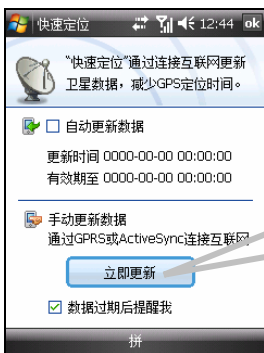 快速定位 12:44 ok
“快速定位”通过连接互联网更新
卫星数据，减少GPS定位时间。
自动更新数据
更新时间 0000-00-00 00:00:00
有效期至 0000-00-00 00:00:00
手动更新数据
通过GPRS或ActiveSync连接互联网
立即更新
数据过期后提醒我
拼